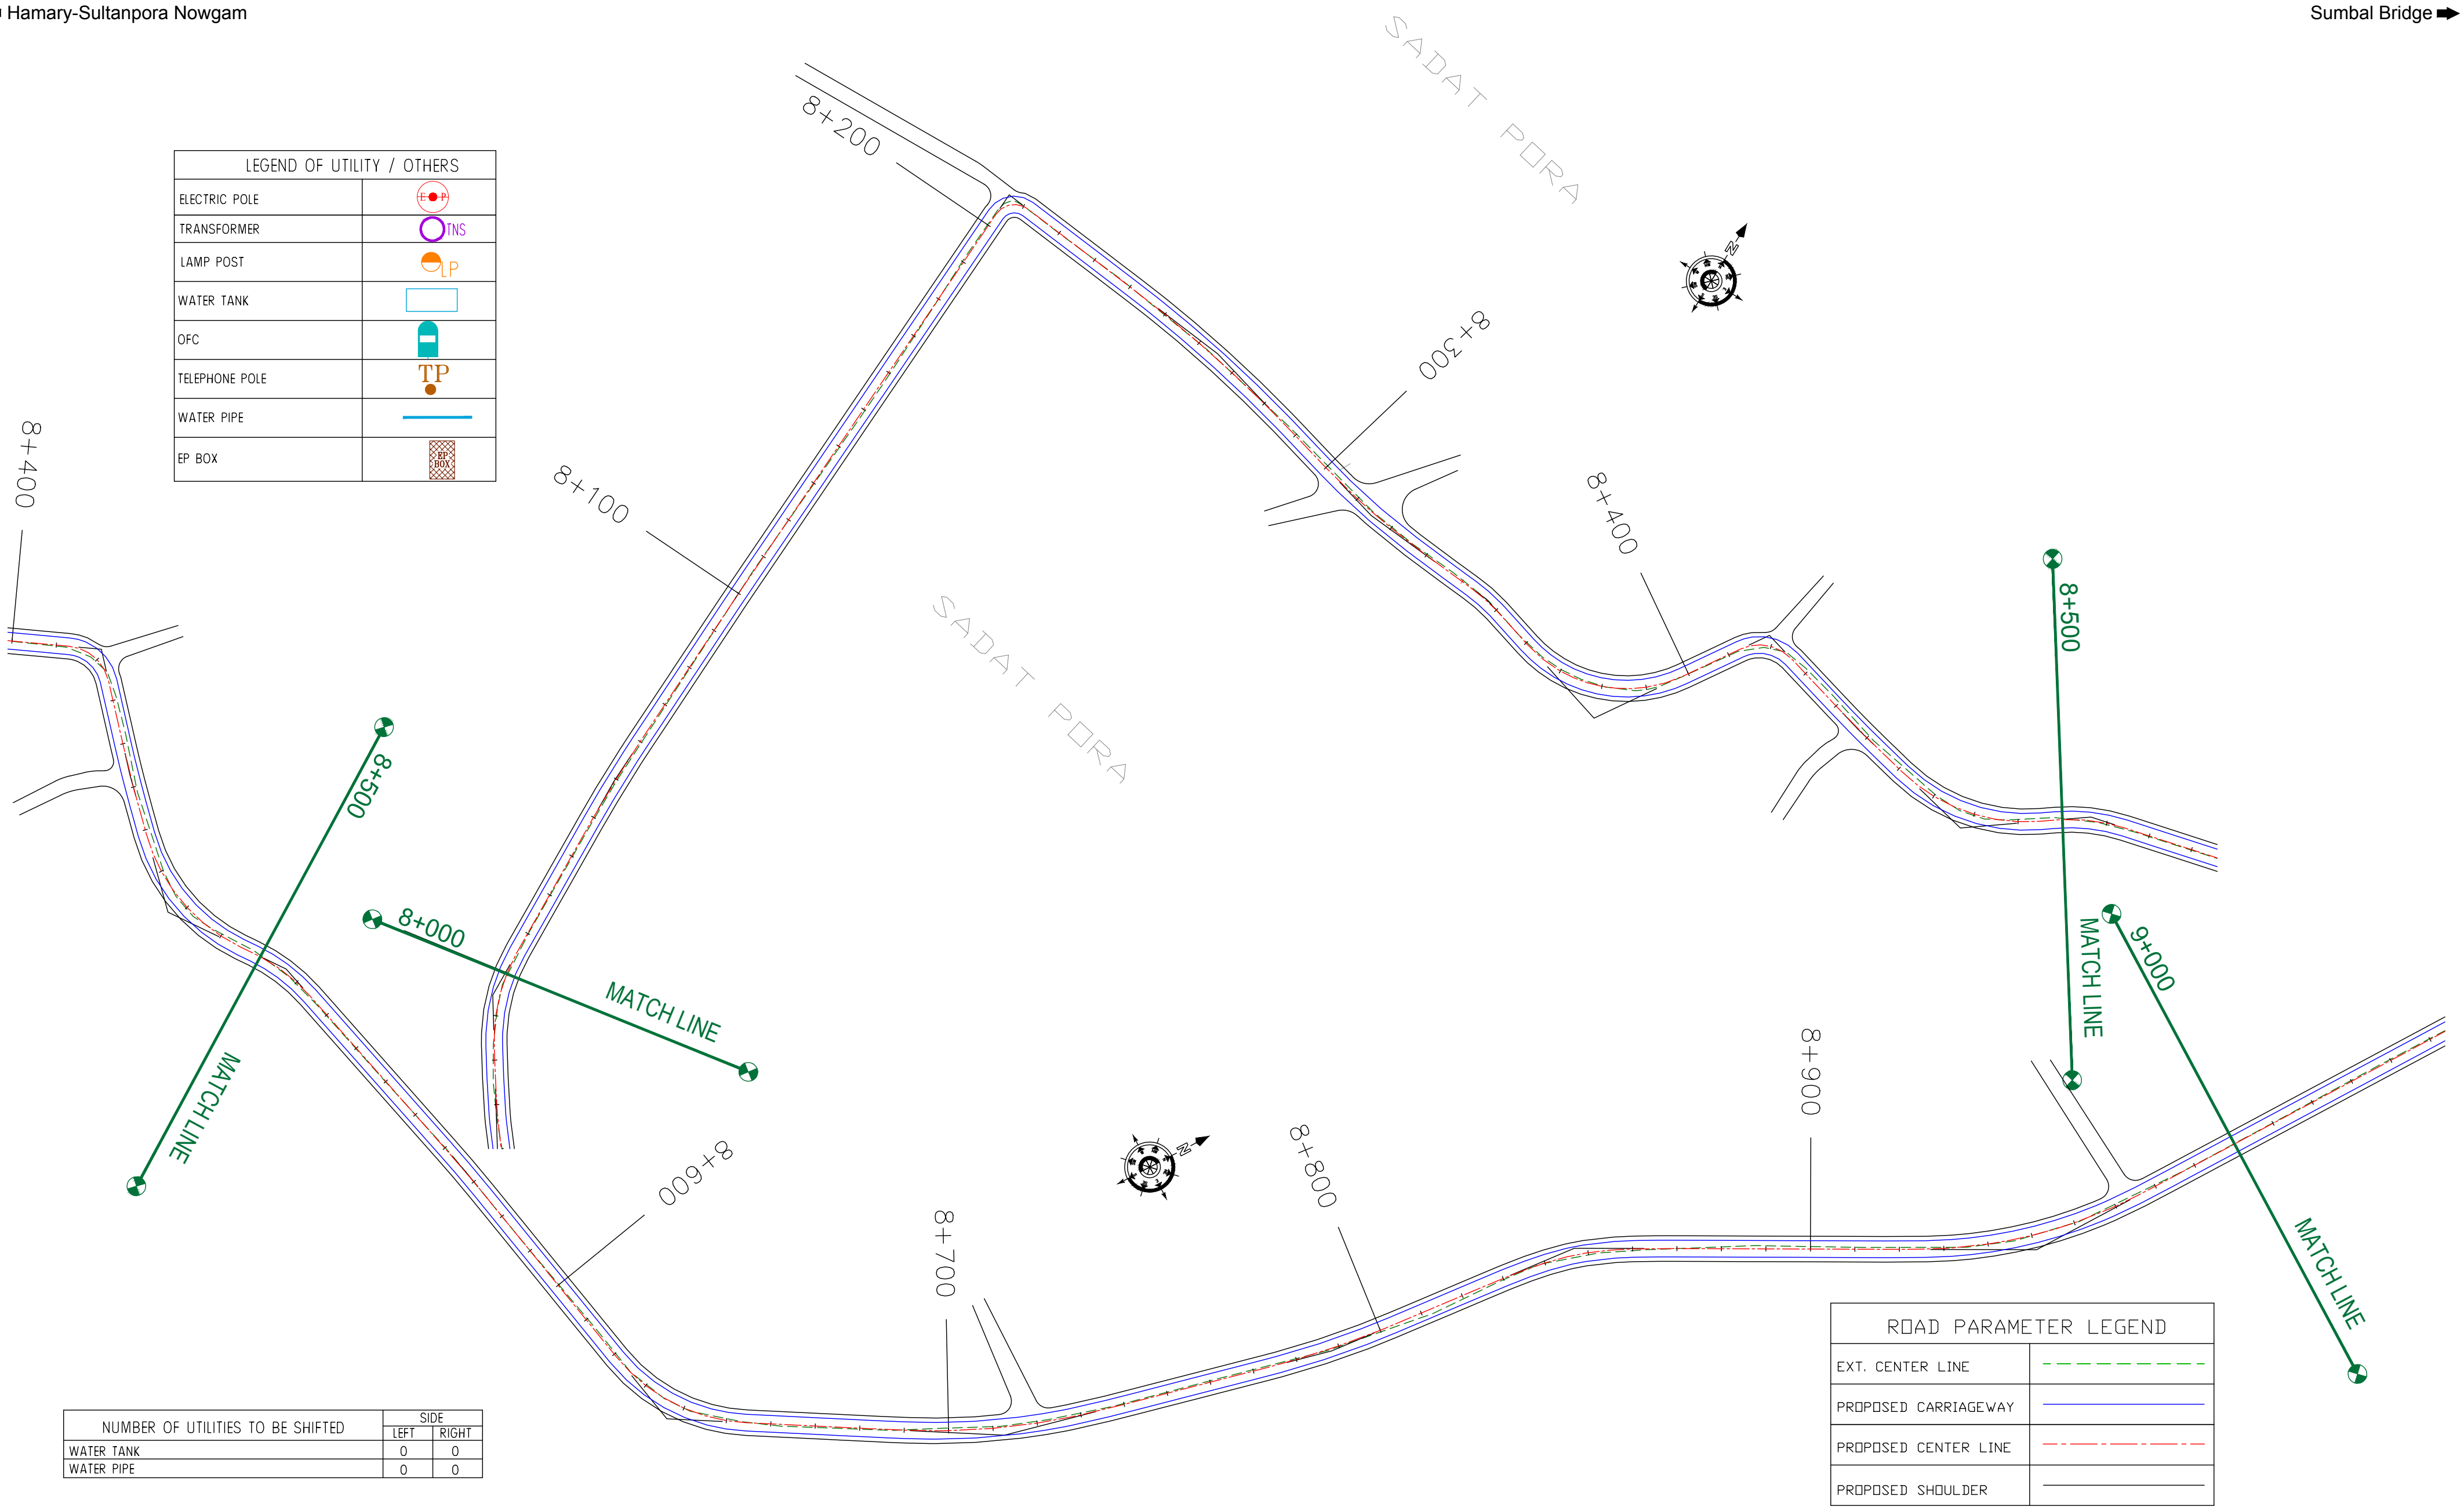 Hamary-Sultanpora Nowgam
Sumbal Bridge
SADAT PORA
8+200
LEGEND OF UTILITY / OTHERS
ELECTRIC POLE
E P
TRANSFORMER
TNS
LAMP POST
LP
WATER TANK
OFC
TELEPHONE POLE
TP
WATER PIPE
EP BOX
EP
BOX
N
8+300
8+400
8+100
8+400
8+500
SADAT PORA
8+500
8+000
MATCH LINE
MATCH LINE
9+000
MATCH LINE
8+900
MATCH LINE
8+600
N
8+800
8+700
ROAD PARAMETER LEGEND
EXT. CENTER LINE
PROPOSED CARRIAGEWAY
PROPOSED CENTER LINE
PROPOSED SHOULDER
NUMBER OF UTILITIES TO BE SHIFTED
SIDE
LEFT RIGHT
WATER TANK 0 0
WATER PIPE 0 0